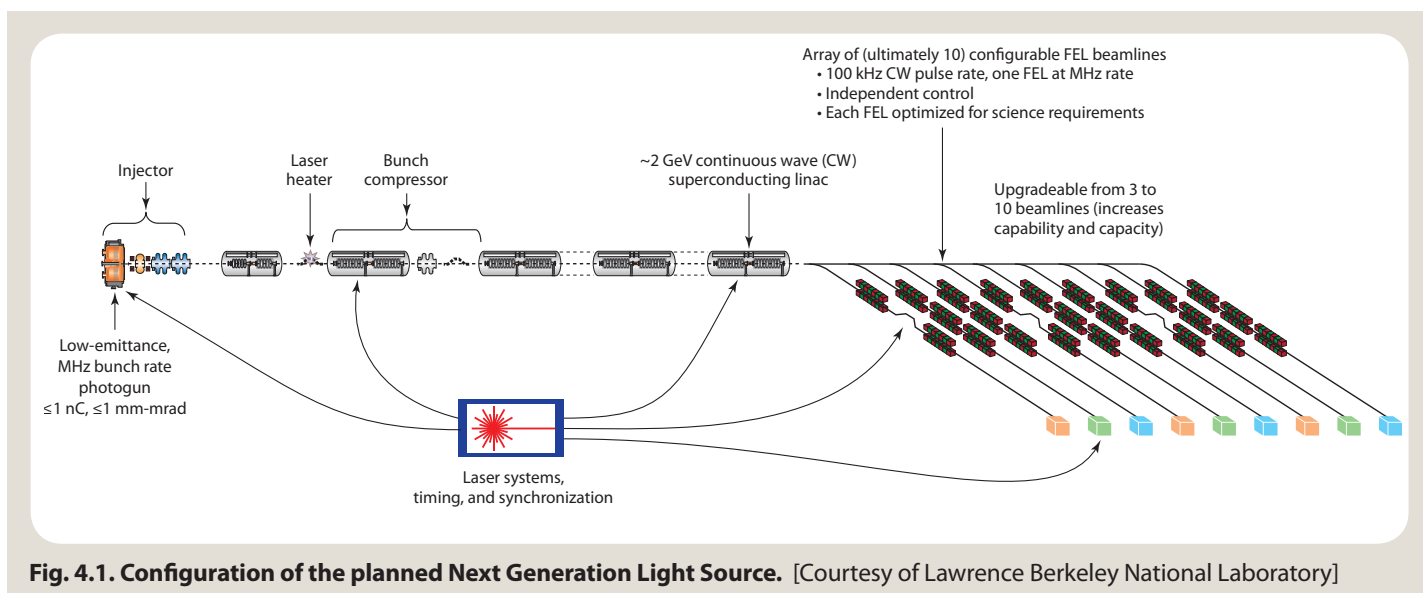 Array of (ultimately 10) configurable FEL beamlines
• 100 kHz CW pulse rate, one FEL at MHz rate
• Independent control
• Each FEL optimized for science requirements
Injector
Laser
heater
Bunch
compressor
~2 GeV continuous wave (CW)
superconducting linac
Upgradeable from 3 to
10 beamlines (increases
capability and capacity)
Low-emittance,
MHz bunch rate
photogun
≤1 nC, ≤1 mm-mrad
Laser systems,
timing, and synchronization
Fig. 4.1. Configuration of the planned Next Generation Light Source. [Courtesy of Lawrence Berkeley National Laboratory]